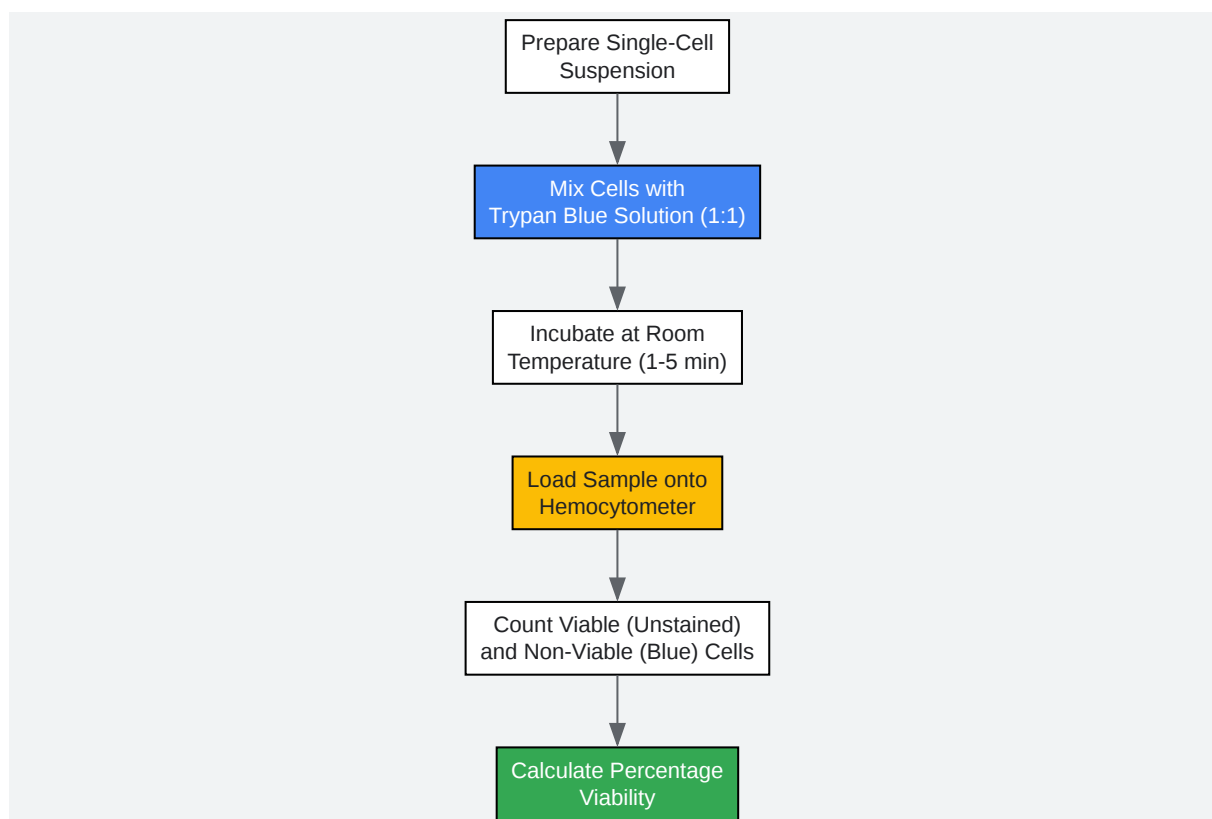 Prepare Single-Cell
Suspension
Mix Cells with
Trypan Blue Solution (1:1)
Incubate at Room
Temperature (1-5 min)
Load Sample onto
Hemocytometer
Count Viable (Unstained)
and Non-Viable (Blue) Cells
Calculate Percentage
Viability